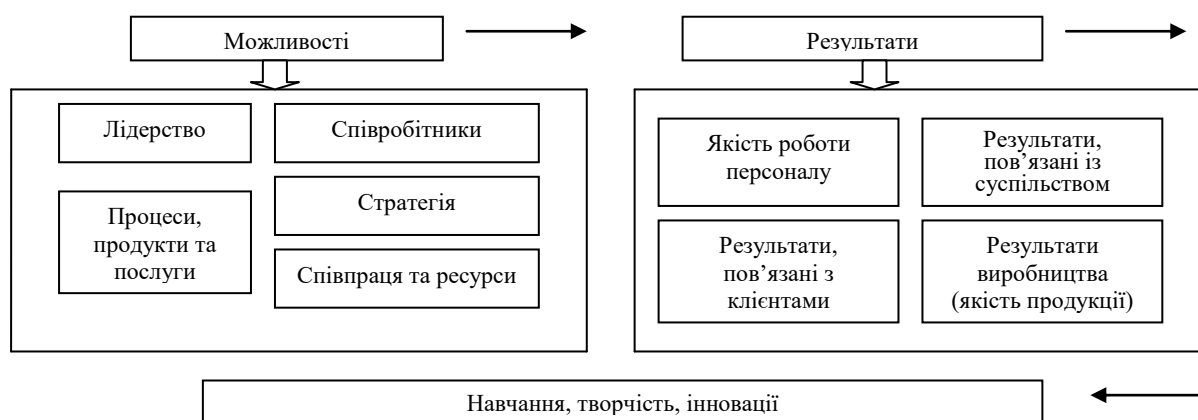 Можливості
Результати
Лідерство
Співробітники
Процеси,
продукти та
послуги
Стратегія
Співпраця та ресурси
Якість роботи
персоналу
Результати,
пов’язані із
суспільством
Результати,
пов’язані з
клієнтами
Результати
виробництва
(якість продукції)
Навчання, творчість, інновації